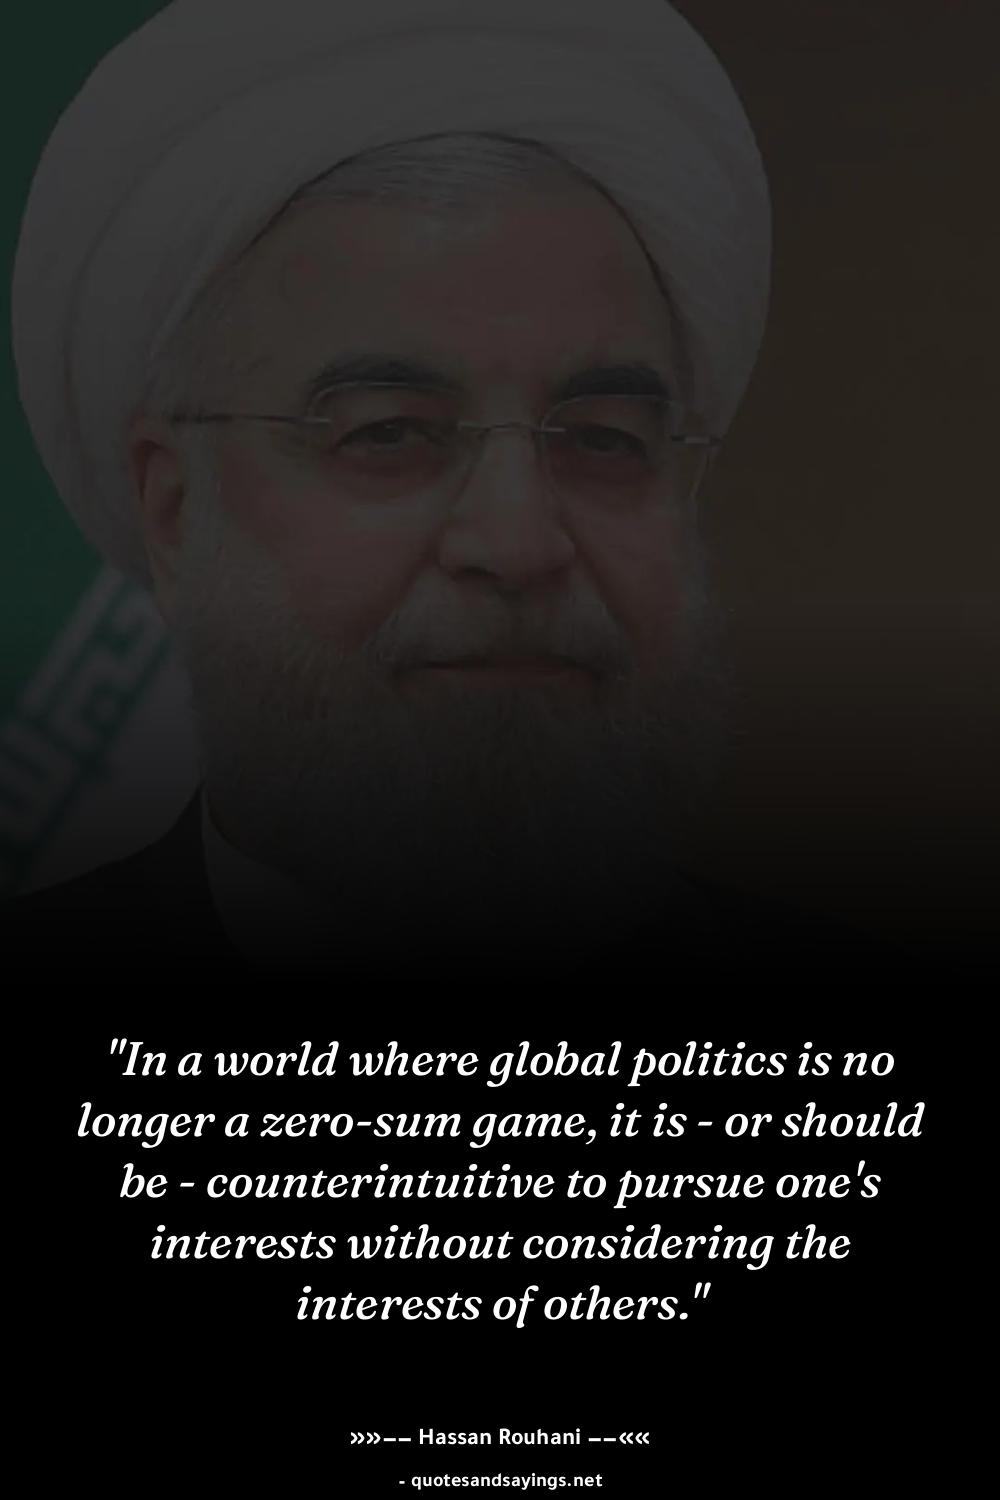 "In a world where global politics is no
longer a zero-sum game, it is - or should
be - counterintuitive to pursue one's
interests without considering the
interests of others."
»»–– Hassan Rouhani ––««
- quotesandsayings.net